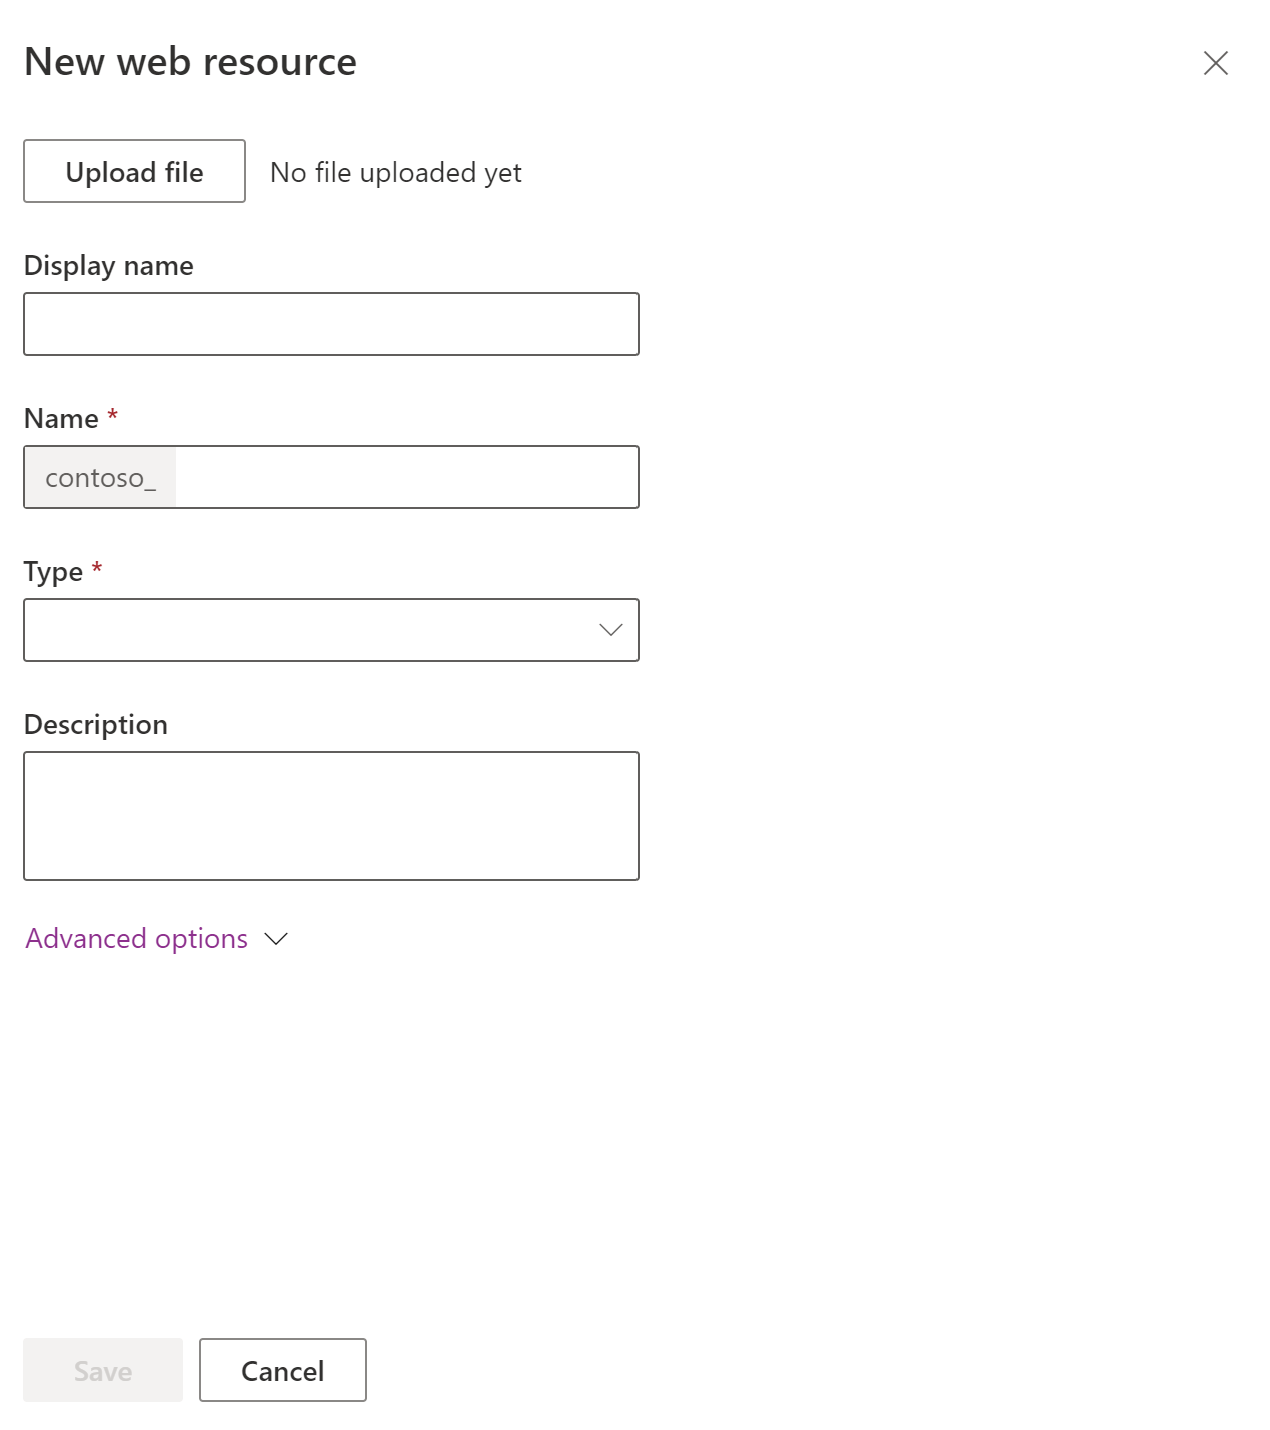 New web resource
Upload file No file uploaded yet
Display name
Name *
contoso_
Type *
Description
Advanced options
Save Cancel